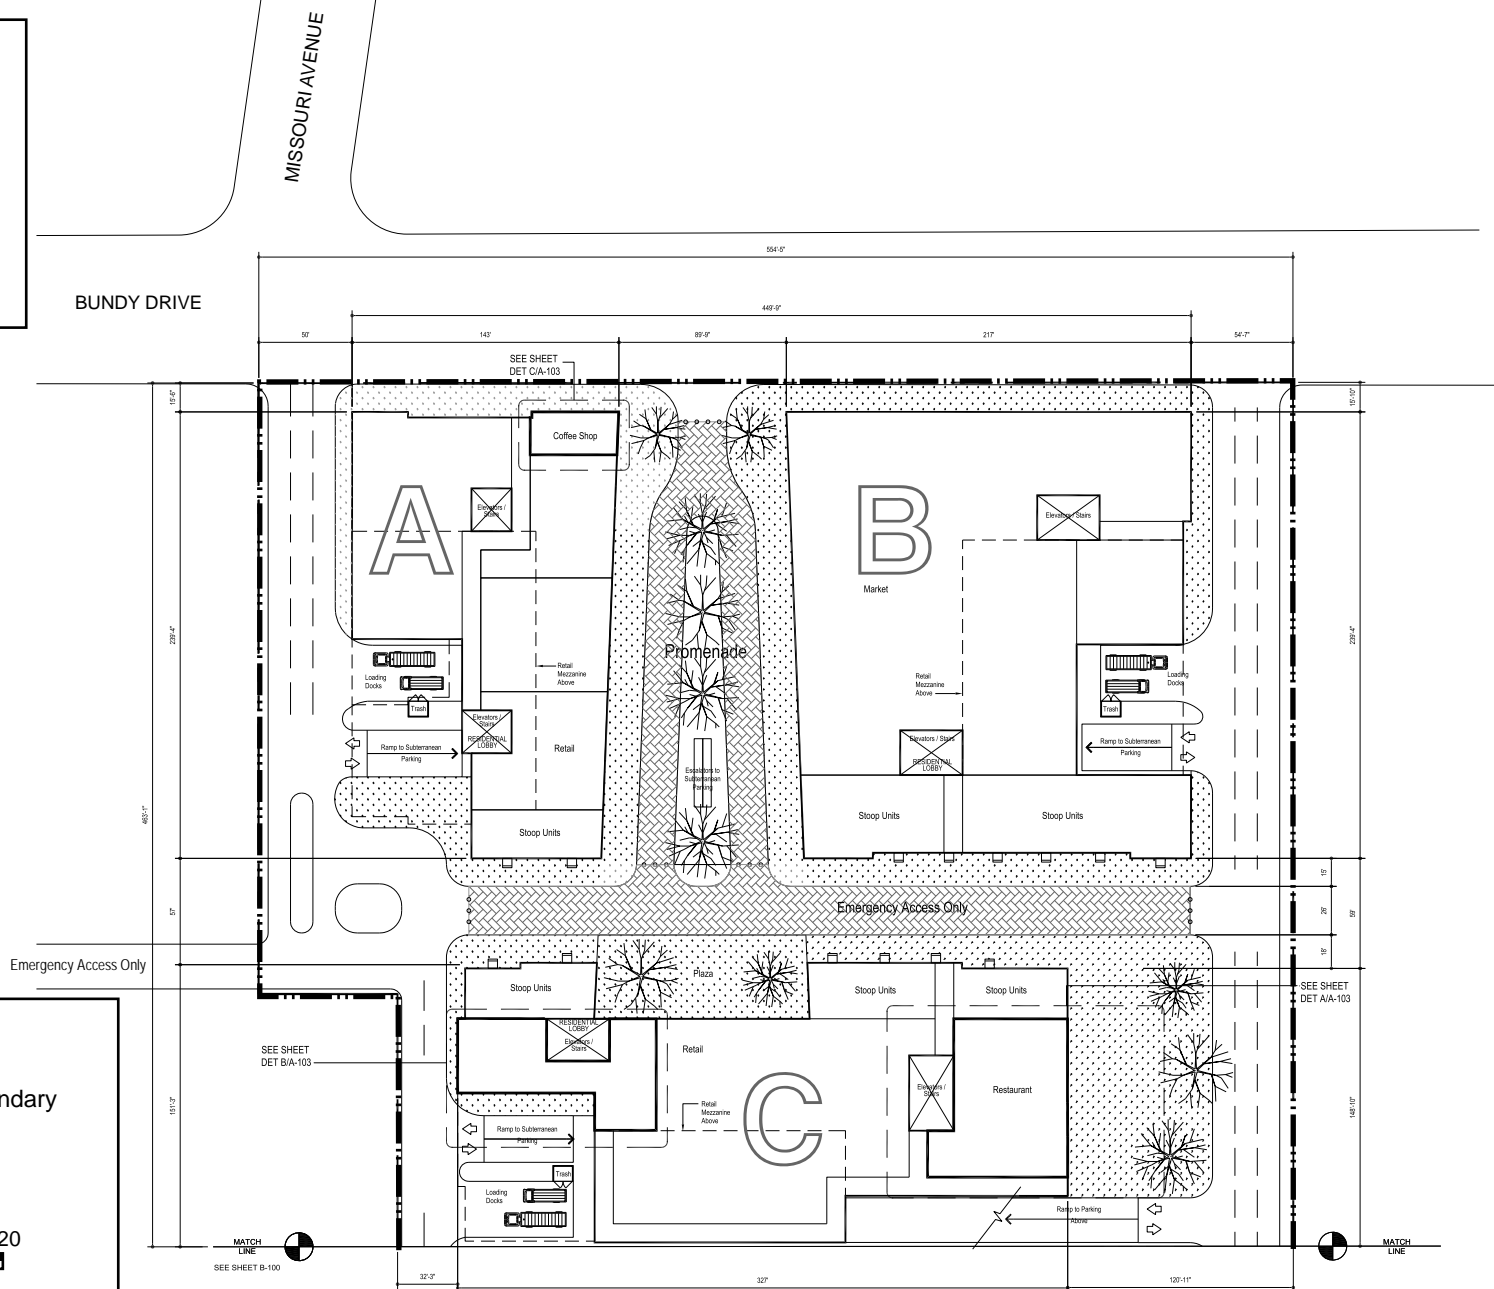 MISSOURI AVENUE
554'-5"
BUNDY DRIVE
449'-9"
50'
143'
89'-9"
217'
54'-7"
SEE SHEET
DET C/A-103
15'-6"
15'-10"
Coffee Shop
A
B
Elevators /
Stairs
Elevators / Stairs
Market
239'-4"
239'-4"
Promenade
Loading
Docks
Retail
Mezzanine
Above
Retail
Mezzanine
Above
Loading
Docks
Trash
Trash
Elevators /
Stairs
RESIDENTIAL
LOBBY
Retail
Elevators / Stairs
RESIDENTIAL
LOBBY
Ramp to Subterranean
Parking
Ramp to Subterranean
Parking
Escalators to
Subterranean
Parking
463'-1"
Stoop Units
Stoop Units
Stoop Units
57'
15'
26'
59'
18'
Emergency Access Only
Emergency Access Only
Plaza
Stoop Units
Stoop Units
Stoop Units
SEE SHEET
DET A/A-103
RESIDENTIAL
LOBBY
Elevators /
Stairs
SEE SHEET
DET B/A-103
Retail
Elevators /
Stairs
Restaurant
ndary
151'-3"
148'-10"
C
Retail
Mezzanine
Above
Ramp to Subterranean
Parking
Trash
Loading
Docks
Ramp to Parking
Above
20
MATCH
LINE
SEE SHEET B-100
MATCH
LINE
32'-3"
327'
120'-11"